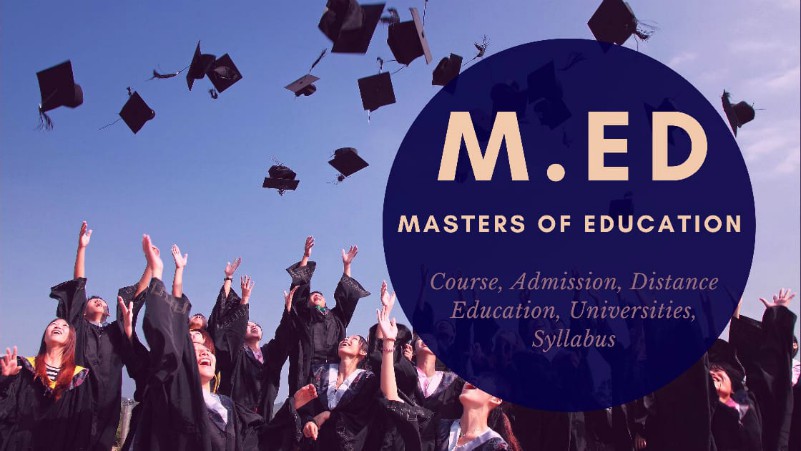 M.ED
MASTERS OF EDUCATION
Course, Admission, Distance
Education, Universities,
Syllabus